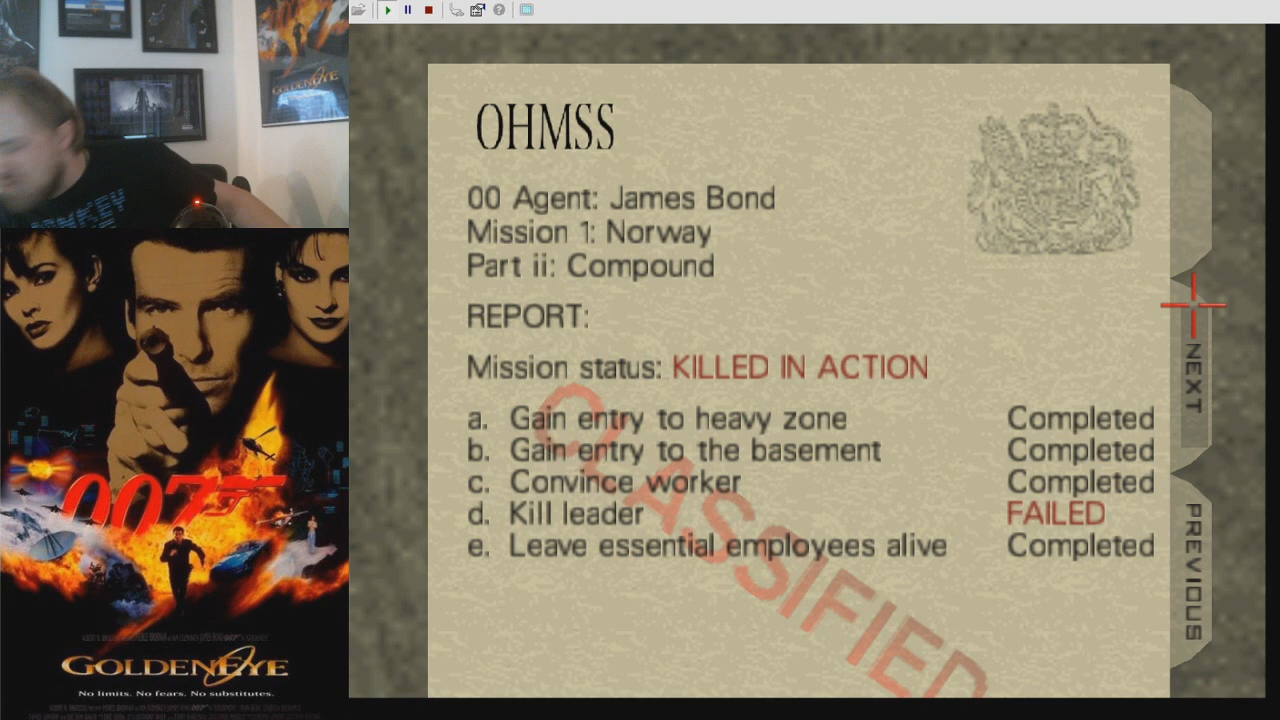 GOLDENEYE
OHMSS
00 Agent: James Bond
Mission 1: Norway
Part ii: Compound
REPORT:
Mission status: KILLED IN ACTION
a. Gain entry to heavy zone Completed
b. Gain entry to the basement Completed
c. Convince worker Completed
d. Kill leader FAILED
e. Leave essential employees alive Completed
CLASSIFIED
NEXT
PREVIOUS
007
GOLDENEYE
No limits. No fears. No substitutes.